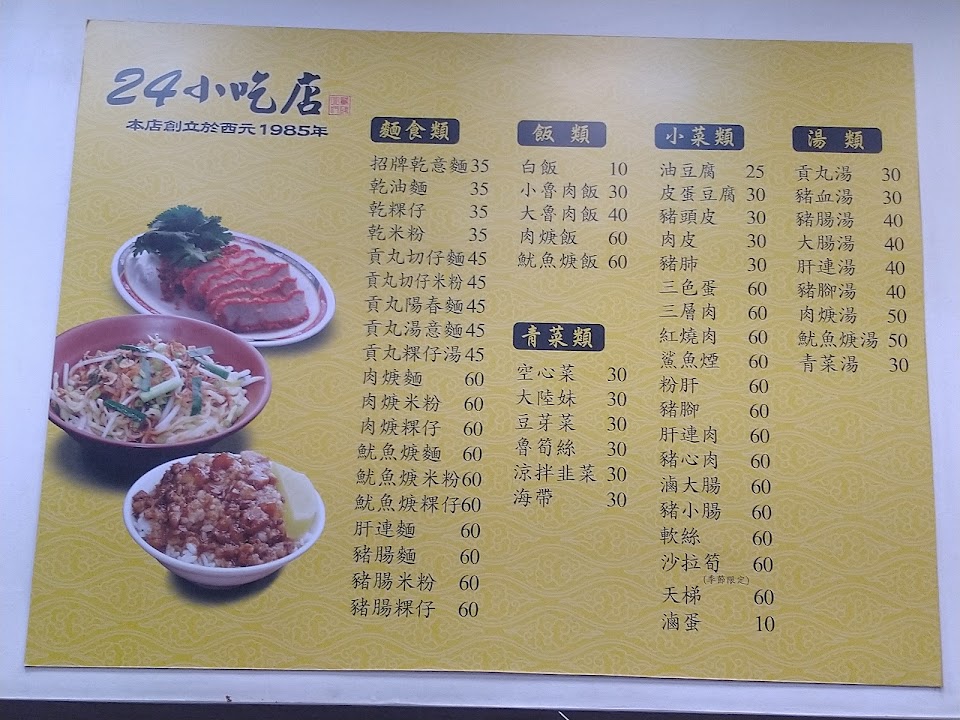 24小吃店
本店創立於西元1985年
麵食類
招牌乾意麵 35
乾油麵 35
乾粿仔 35
乾米粉 35
貢丸切仔麵 45
貢丸切仔米粉 45
貢丸陽春麵 45
貢丸湯意麵 45
貢丸粿仔湯 45
肉焿麵 60
肉焿米粉 60
肉焿粿仔 60
魷魚焿麵 60
魷魚焿米粉 60
魷魚焿粿仔 60
肝連麵 60
豬腸麵 60
豬腸米粉 60
豬腸粿仔 60
飯類
白飯 10
小魯肉飯 30
大魯肉飯 40
肉焿飯 60
魷魚焿飯 60
青菜類
空心菜 30
大陸妹 30
豆芽菜 30
魯筍絲 30
涼拌韭菜 30
海帶 30
小菜類
油豆腐 25
皮蛋豆腐 30
豬頭皮 30
肉皮 30
豬肺 30
三色蛋 60
三層肉 60
紅燒肉 60
鯊魚煙 60
粉肝 60
豬腳 60
肝連肉 60
豬心肉 60
滷大腸 60
豬小腸 60
軟絲 60
沙拉筍 60
(季節限定)
天梯 60
滷蛋 10
湯類
貢丸湯 30
豬血湯 30
豬腸湯 40
大腸湯 40
肝連湯 40
豬腳湯 40
肉焿湯 50
魷魚焿湯 50
青菜湯 30